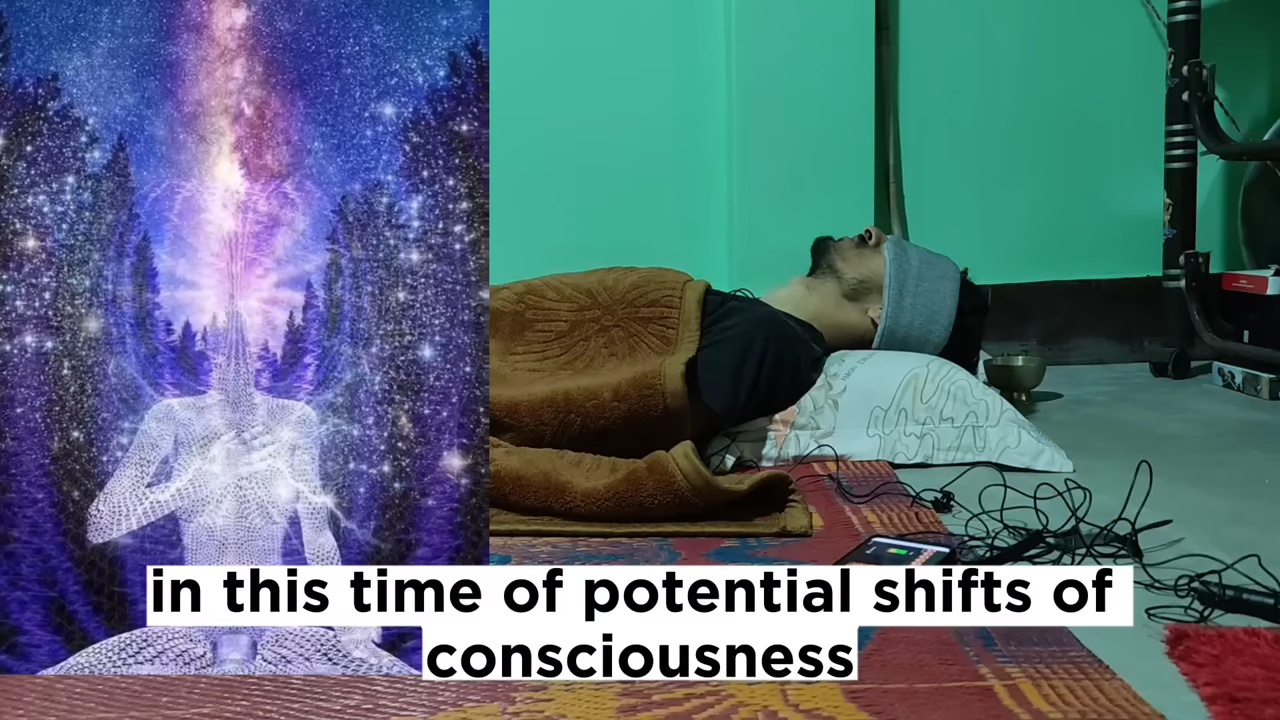 in this time of potential shifts of
consciousness